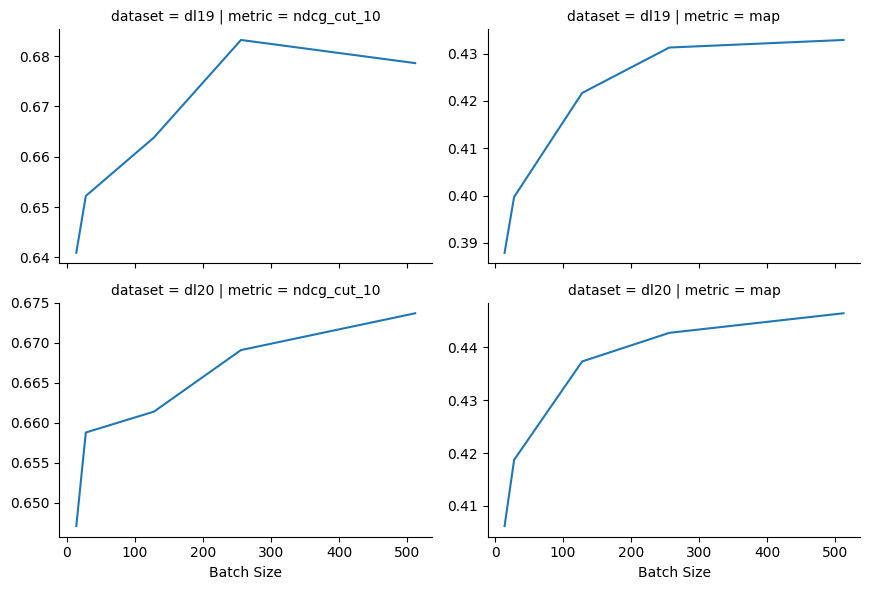 dataset = dl19 | metric = ndcg_cut_10
dataset = dl19 | metric = map
0.68
0.67
0.66
0.65
0.64
0.43
0.42
0.41
0.40
0.39
dataset = dl20 | metric = ndcg_cut_10
dataset = dl20 | metric = map
0.675
0.670
0.665
0.660
0.655
0.650
0.44
0.43
0.42
0.41
0 100 200 300 400 500
0 100 200 300 400 500
Batch Size
Batch Size